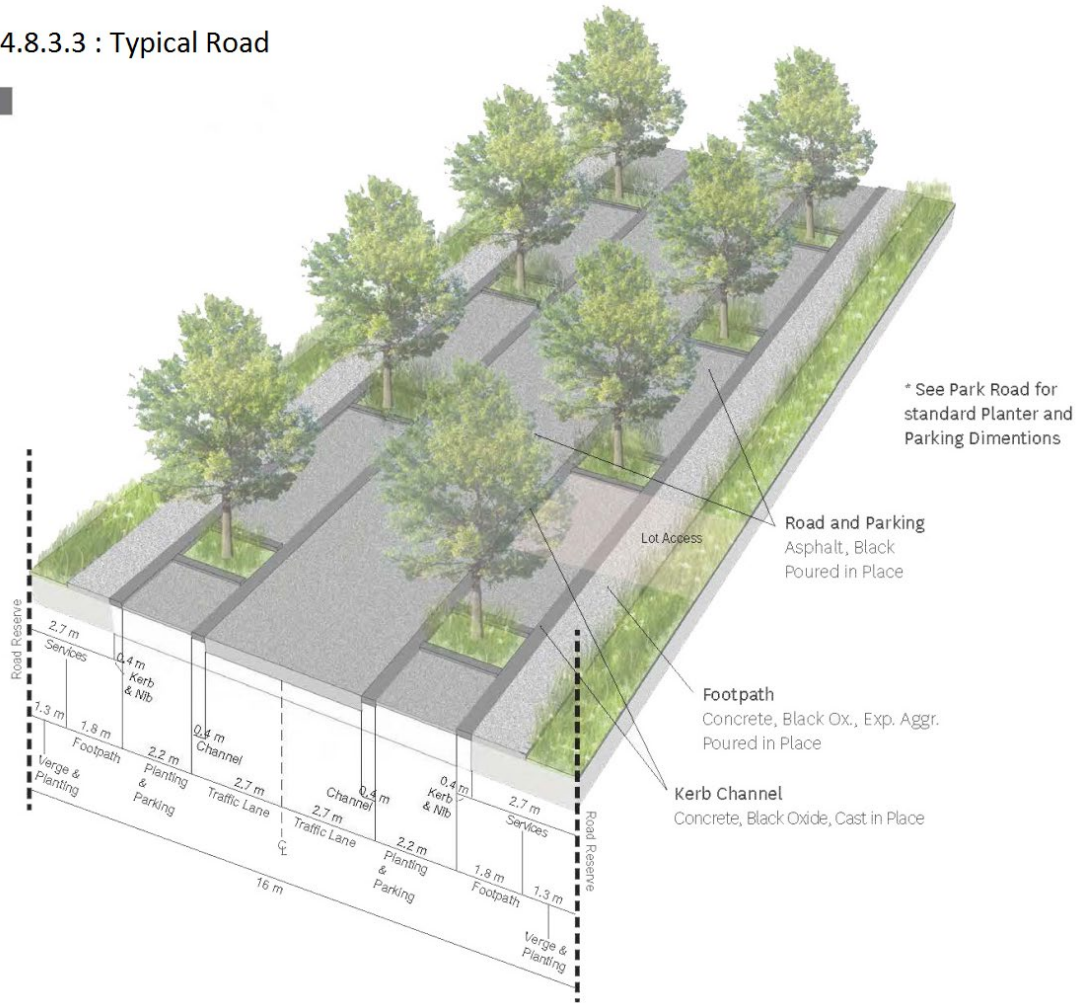 4.8.3.3 : Typical Road
* See Park Road for
standard Planter and
Parking Dimentions
Lot Access
Road and Parking
Asphalt, Black
Poured in Place
Footpath
Concrete, Black Ox., Exp. Aggr.
Poured in Place
Kerb Channel
Concrete, Black Oxide, Cast in Place
Road Reserve
2.7 m
Services
0.4 m
Kerb
& Nib
1.3 m
Verge &
Planting
1.8 m
Footpath
2.2 m
Planting
&
Parking
0.4 m
Channel
2.7 m
Traffic Lane
CL
2.7 m
Traffic Lane
0.4 m
Channel
2.2 m
Planting
&
Parking
0.4 m
Kerb
& Nib
2.7 m
Services
1.8 m
Footpath
1.3 m
Verge &
Planting
Road Reserve
16 m